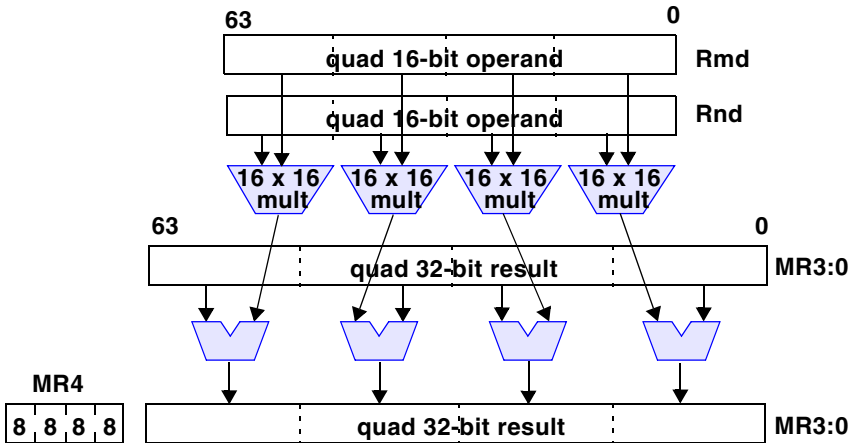 63 0
quad 16-bit operand Rmd
quad 16-bit operand Rnd
16 x 16 16 x 16 16 x 16 16 x 16
mult mult mult mult
63 0
quad 32-bit result MR3:0
MR4
8 8 8 8 quad 32-bit result MR3:0